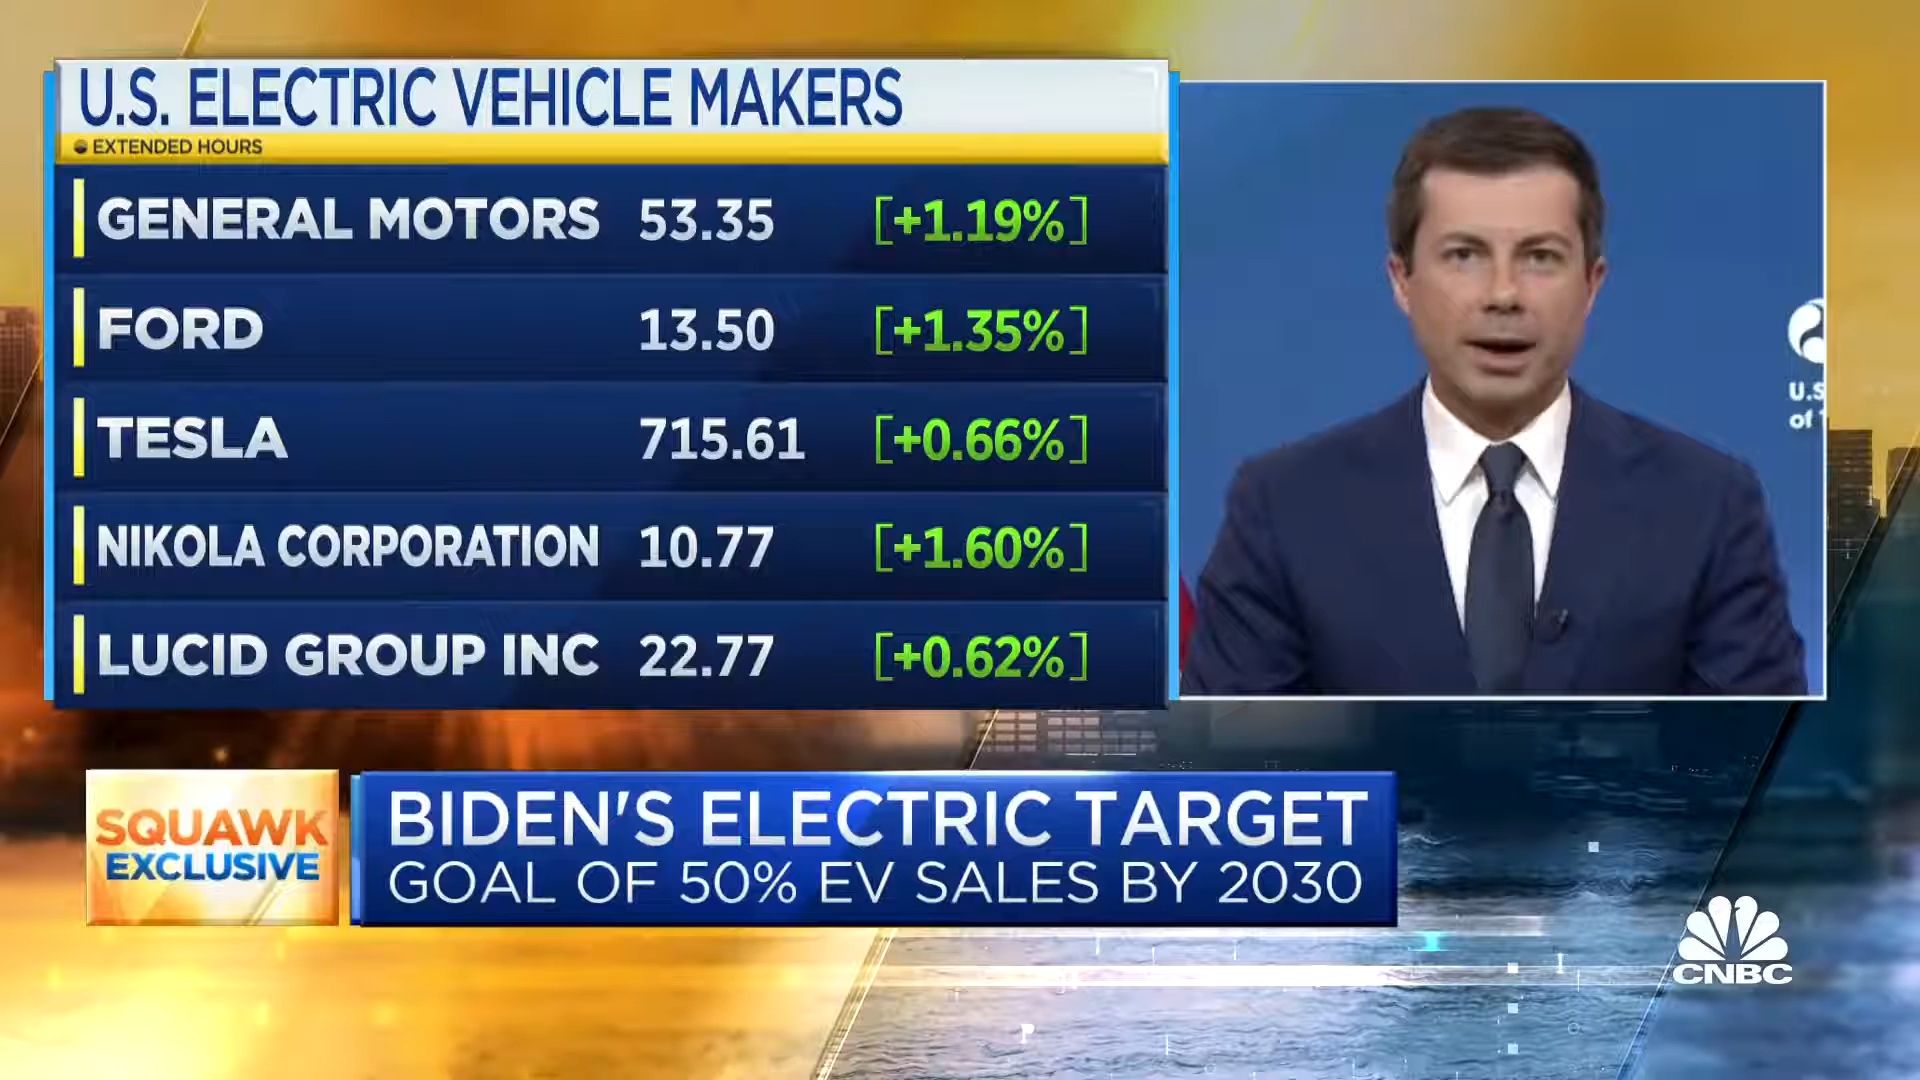 U.S. ELECTRIC VEHICLE MAKERS
EXTENDED HOURS
GENERAL MOTORS 53.35 [+1.19%]
FORD 13.50 [+1.35%]
TESLA 715.61 [+0.66%]
NIKOLA CORPORATION 10.77 [+1.60%]
LUCID GROUP INC 22.77 [+0.62%]
U.S
of
SQUAWK
EXCLUSIVE
BIDEN'S ELECTRIC TARGET
GOAL OF 50% EV SALES BY 2030
CNBC